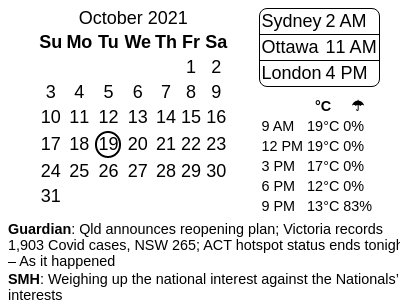 October 2021
Su Mo Tu We Th Fr Sa
1 2
3 4 5 6 7 8 9
10 11 12 13 14 15 16
17 18 19 20 21 22 23
24 25 26 27 28 29 30
31
Sydney 2 AM
Ottawa 11 AM
London 4 PM
°C ☂
9 AM 19°C 0%
12 PM 19°C 0%
3 PM 17°C 0%
6 PM 12°C 0%
9 PM 13°C 83%
Guardian: Qld announces reopening plan; Victoria records
1,903 Covid cases, NSW 265; ACT hotspot status ends
– As it happened
SMH: Weighing up the national interest against the Nationals’
interests